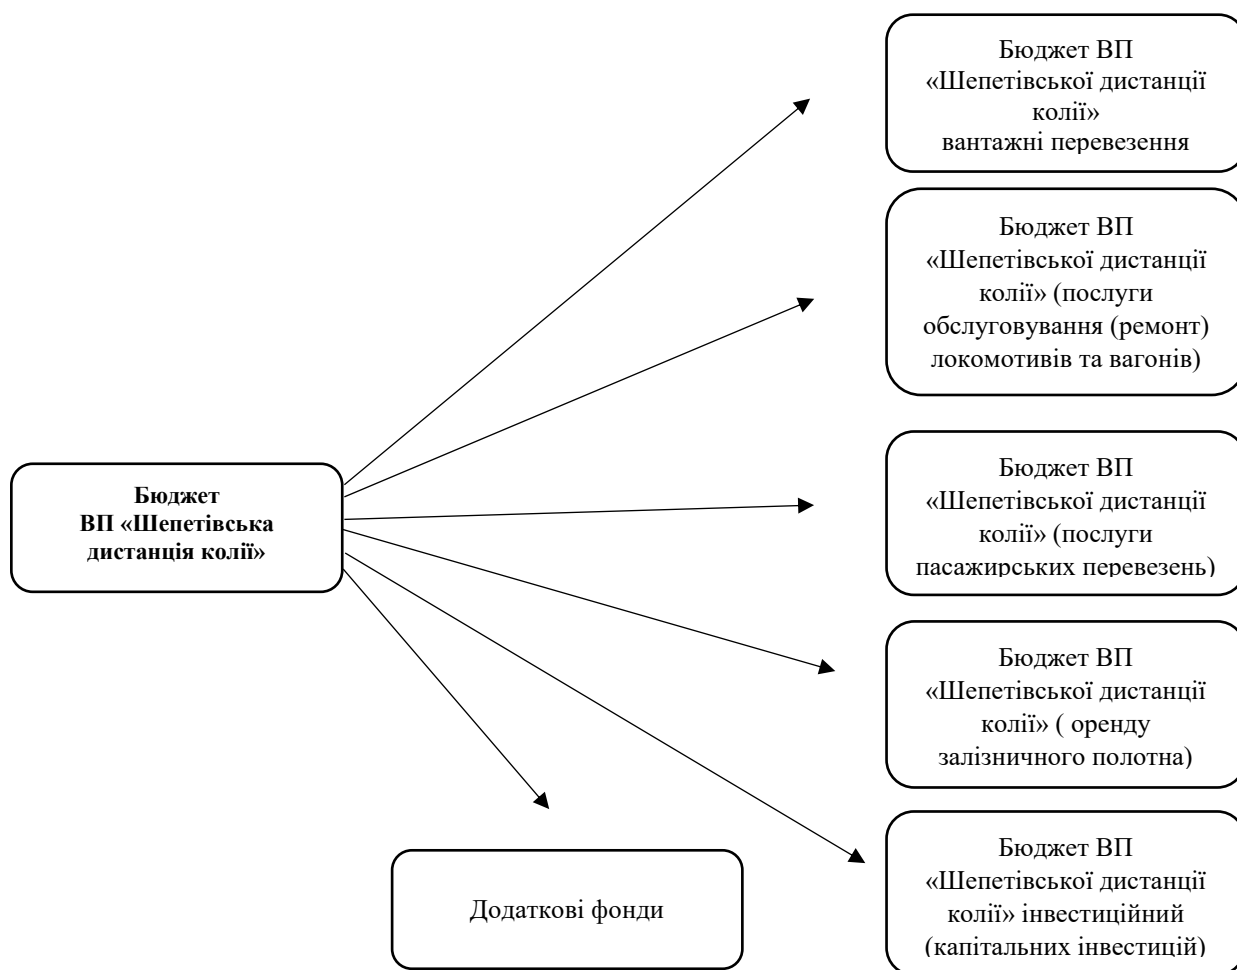 Бюджет ВП
«Шепетівської дистанції
колії»
вантажні перевезення
Бюджет ВП
«Шепетівської дистанції
колії» (послуги
обслуговування (ремонт)
локомотивів та вагонів)
Бюджет
ВП «Шепетівська
дистанція колії»
Бюджет ВП
«Шепетівської дистанції
колії» (послуги
пасажирських перевезень)
Бюджет ВП
«Шепетівської дистанції
колії» ( оренду
залізничного полотна)
Бюджет ВП
«Шепетівської дистанції
колії» інвестиційний
(капітальних інвестицій)
Додаткові фонди